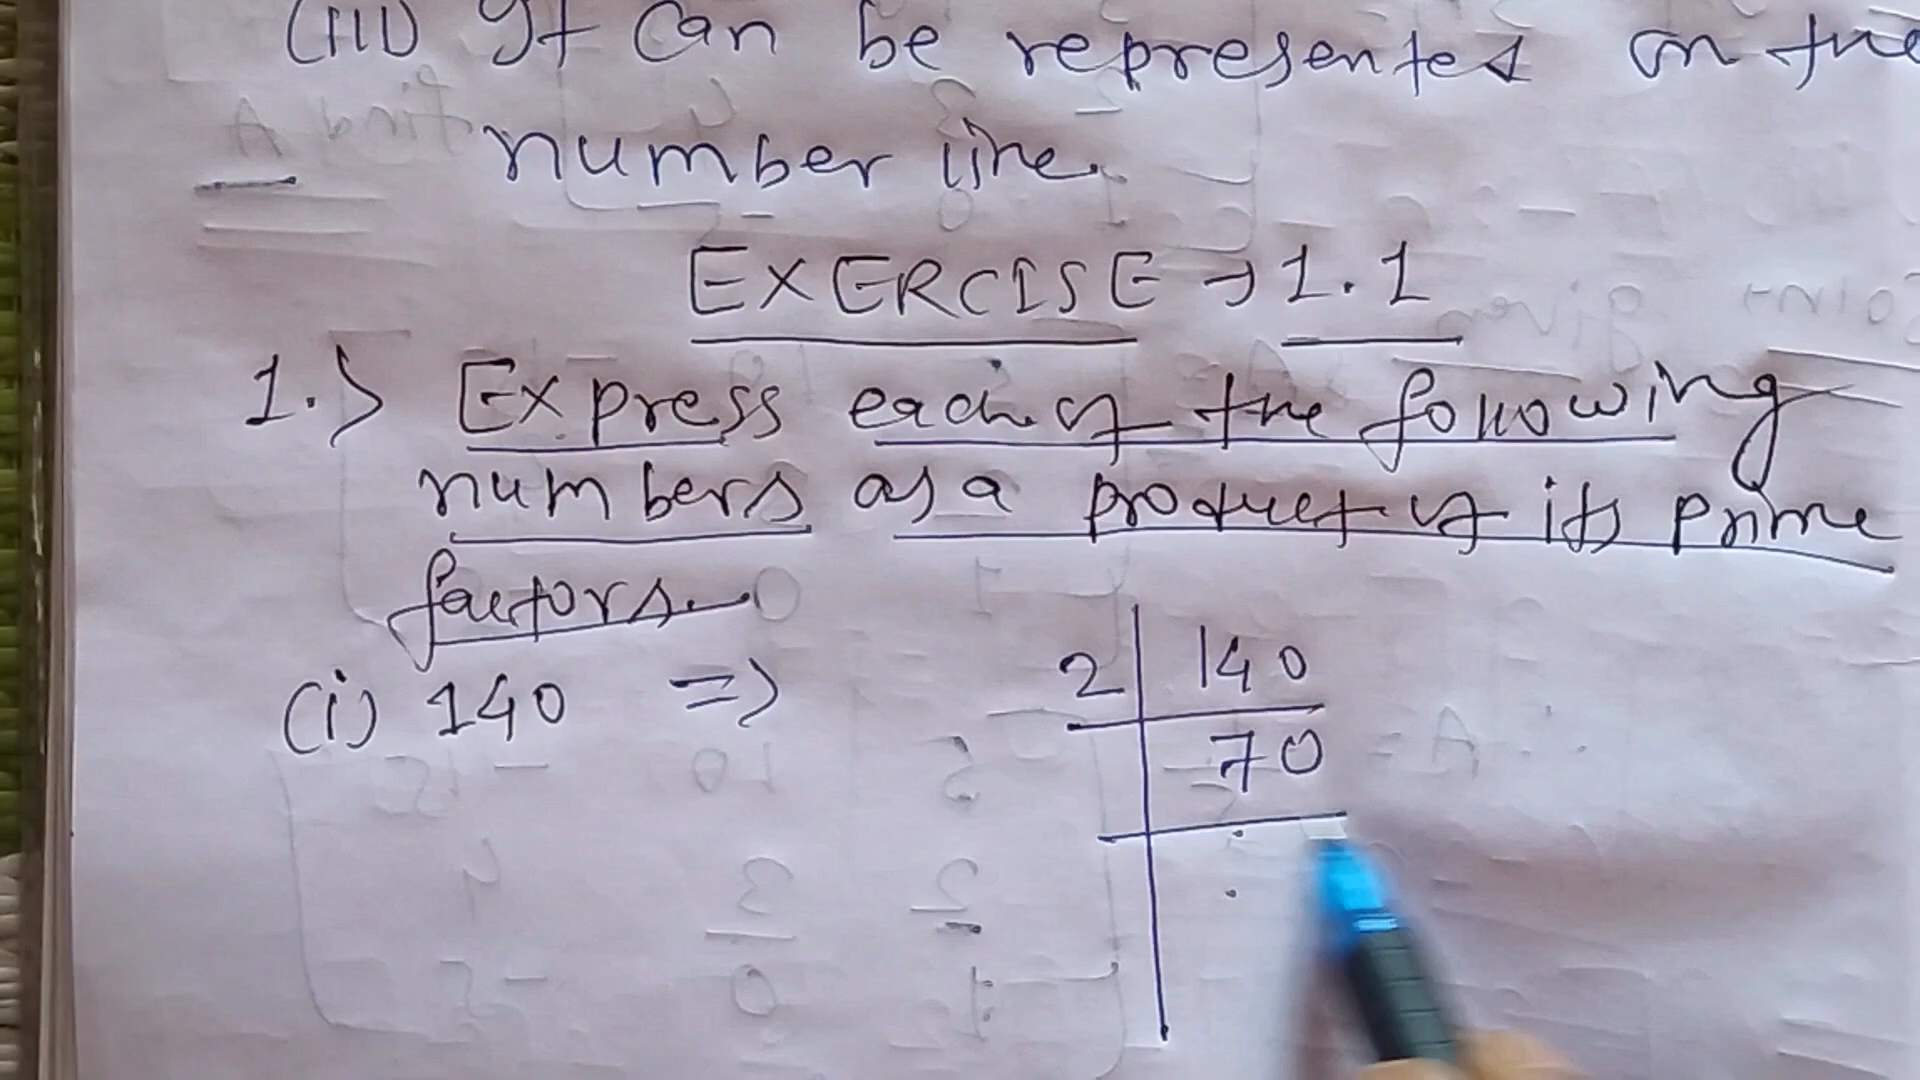 (III) It can be represented on the
number line.
EXERCISE → 1.1
1.> Express each of the following
numbers as a product of its prime
factors.
(i) 140 => 2 | 140
70